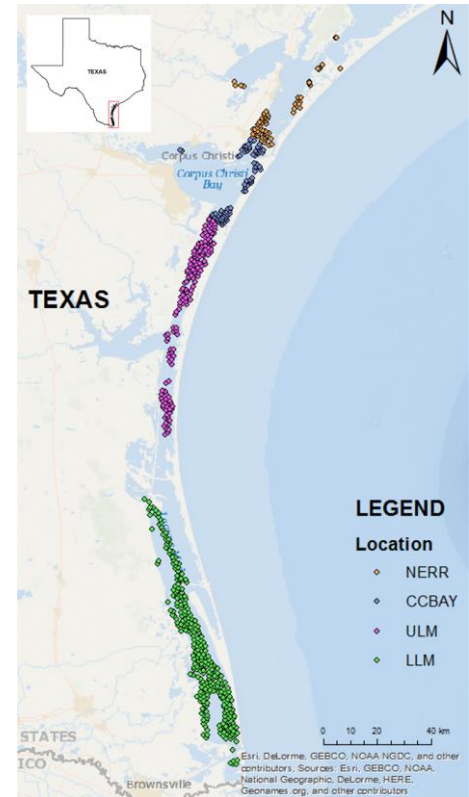 N
TEXAS
Corpus Christi
Corpus Christi
Bay
TEXAS
LEGEND
Location
NERR
CCBAY
ULM
LLM
0 10 20 40 km
STATES
ICO
Brownsville
Esri, DeLorme, GEBCO, NOAA NGDC, and other
contributors, Sources: Esri, GEBCO, NOAA,
National Geographic, DeLorme, HERE,
Geonames.org, and other contributors